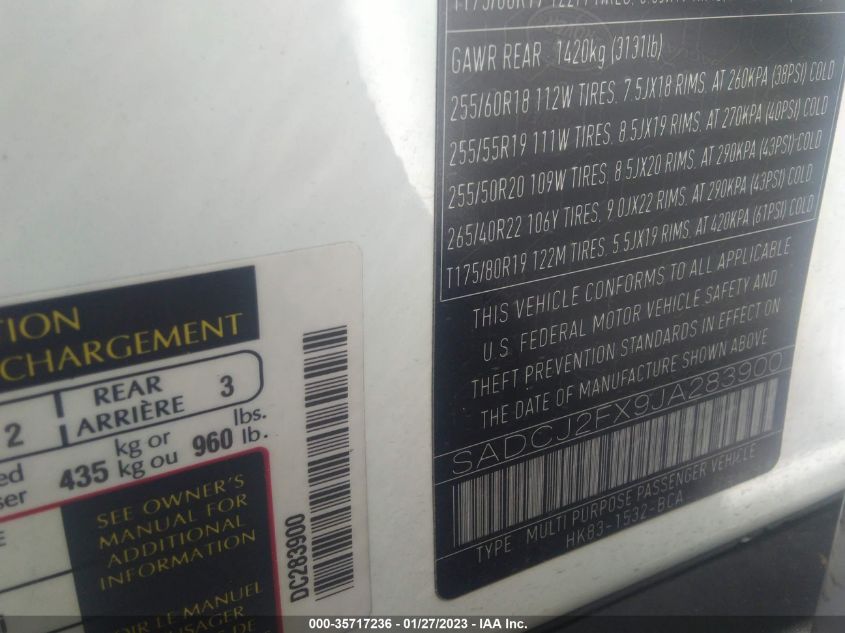 GAWR REAR 1420kg (3131lb)
255/60R18 112W TIRES. 7.5JX18 RIMS. AT 260KPA (38PSI) COLD
255/55R19 111W TIRES. 8.5JX19 RIMS. AT 270KPA (40PSI) COLD
255/50R20 109W TIRES. 8.5JX20 RIMS. AT 290KPA (43PSI) COLD
265/40R22 106Y TIRES. 9.0JX22 RIMS. AT 290KPA (43PSI) COLD
T175/80R19 122M TIRES. 5.5JX19 RIMS. AT 420KPA (61PSI) COLD
THIS VEHICLE CONFORMS TO ALL APPLICABLE
U.S. FEDERAL MOTOR VEHICLE SAFETY AND
THEFT PREVENTION STANDARDS IN EFFECT ON
THE DATE OF MANUFACTURE SHOWN ABOVE
SADCJ2FX9JA283900
TYPE MULTI PURPOSE PASSENGER VEHICLE
HK83-1532-BCA
TION
CHARGEMENT
2 REAR ARRIÈRE 3
435 kg or kg ou 960 lbs. lb.
SEE OWNER'S
MANUAL FOR
ADDITIONAL
INFORMATION
LE MANUEL
DC283900
000-35717236 - 01/27/2023 - IAA Inc.